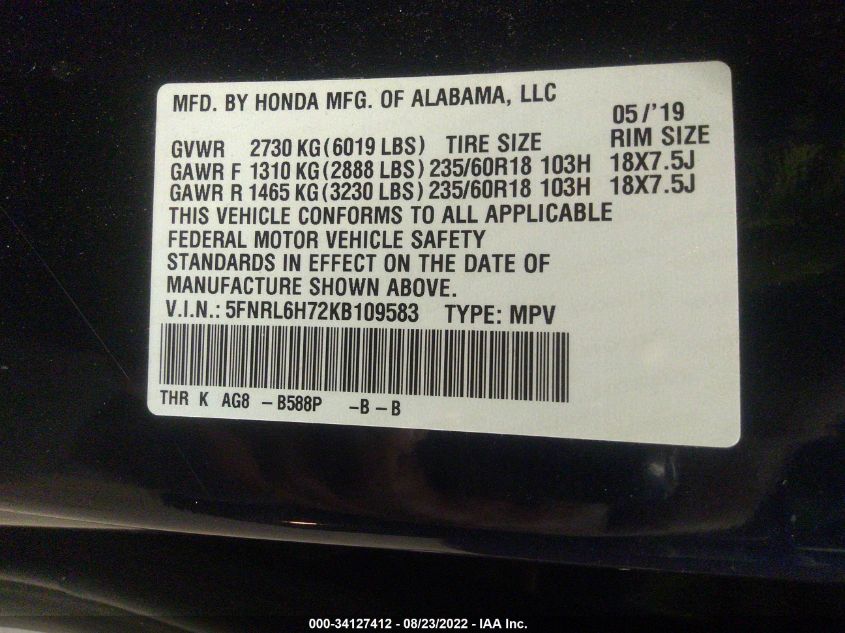 MFD. BY HONDA MFG. OF ALABAMA, LLC
05/'19
GVWR 2730 KG(6019 LBS) TIRE SIZE RIM SIZE
GAWR F 1310 KG(2888 LBS) 235/60R18 103H 18X7.5J
GAWR R 1465 KG(3230 LBS) 235/60R18 103H 18X7.5J
THIS VEHICLE CONFORMS TO ALL APPLICABLE
FEDERAL MOTOR VEHICLE SAFETY
STANDARDS IN EFFECT ON THE DATE OF
MANUFACTURE SHOWN ABOVE.
V.I.N.: 5FNRL6H72KB109583 TYPE: MPV
THR K AG8 -B588P -B-B
000-34127412 - 08/23/2022 - IAA Inc.